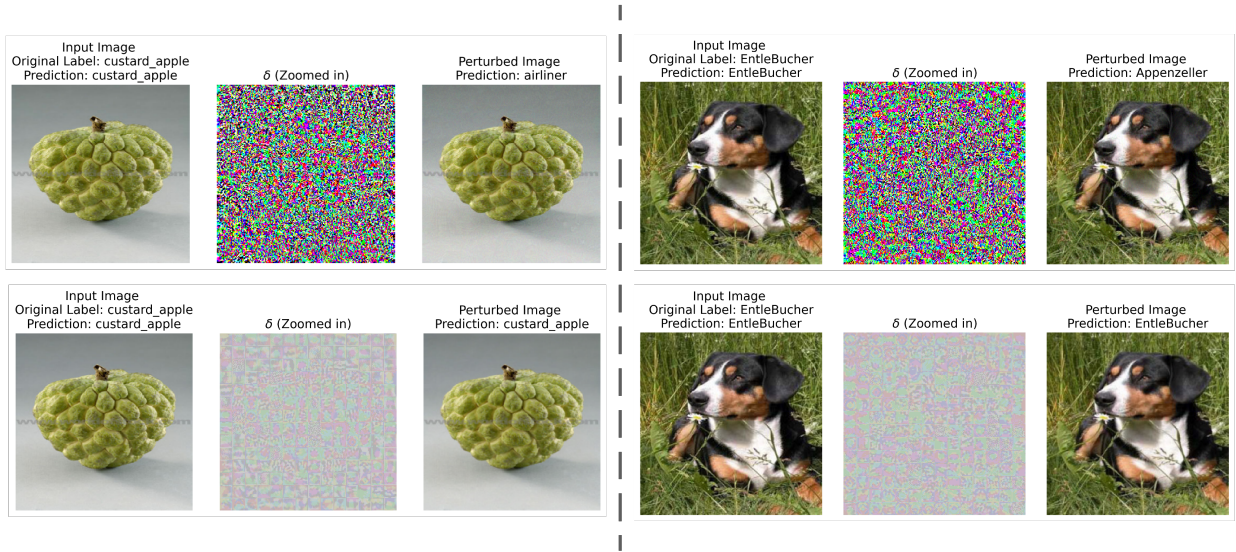 Input Image
Original Label: custard_apple
Prediction: custard_apple
δ (Zoomed in)
Perturbed Image
Prediction: airliner
Input Image
Original Label: EntleBucher
Prediction: EntleBucher
δ (Zoomed in)
Perturbed Image
Prediction: Appenzeller
Input Image
Original Label: custard_apple
Prediction: custard_apple
δ (Zoomed in)
Perturbed Image
Prediction: custard_apple
Input Image
Original Label: EntleBucher
Prediction: EntleBucher
δ (Zoomed in)
Perturbed Image
Prediction: EntleBucher